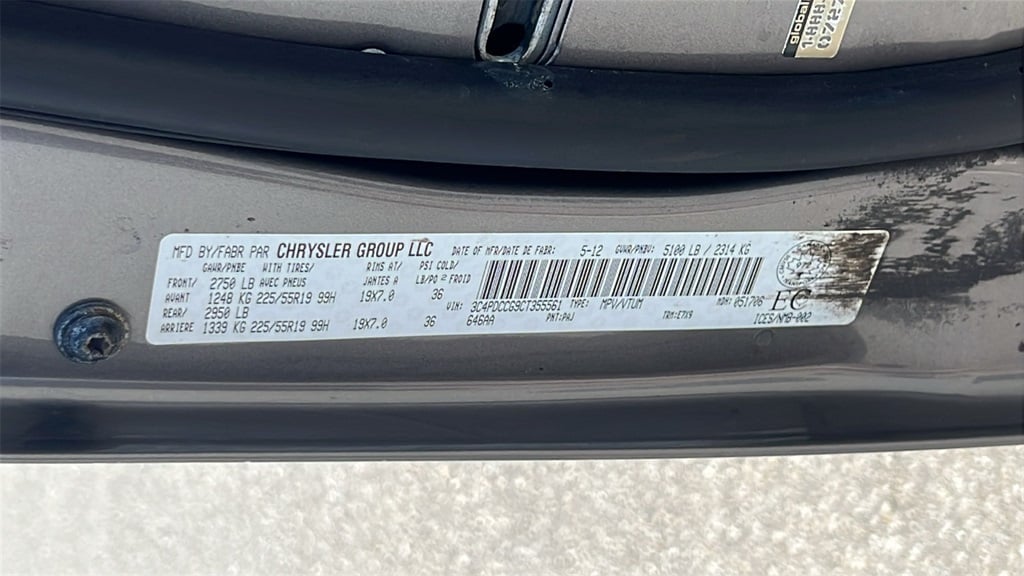 global
MFD BY/FABR PAR CHRYSLER GROUP LLC DATE OF MFR/DATE DE FABR: 5-12 GVWR/PNBV: 5100 LB / 2314 KG
GAWR/PNBE WITH TIRES/ RIMS AT/ PSI COLD/
FRONT/ 2750 LB AVEC PNEUS JANTES A LB/PO² FROID
AVANT 1248 KG 225/55R19 99H 19X7.0 36
REAR/ 2950 LB VIN: 3C4PDCCG9CT355561 TYPE: MPV/VTUM MDH: 051706 EC
ARRIERE 1339 KG 225/55R19 99H 19X7.0 36 646AA PNT: PAJ TRM: E7X9 ICES/NMB-002